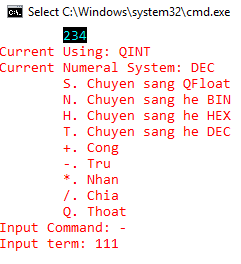 Select C:\Windows\system32\cmd.exe
234
Current Using: QINT
Current Numeral System: DEC
S. Chuyen sang QFloat
N. Chuyen sang he BIN
H. Chuyen sang he HEX
T. Chuyen sang he DEC
+. Cong
-. Tru
*. Nhan
/. Chia
Q. Thoat
Input Command: -
Input term: 111